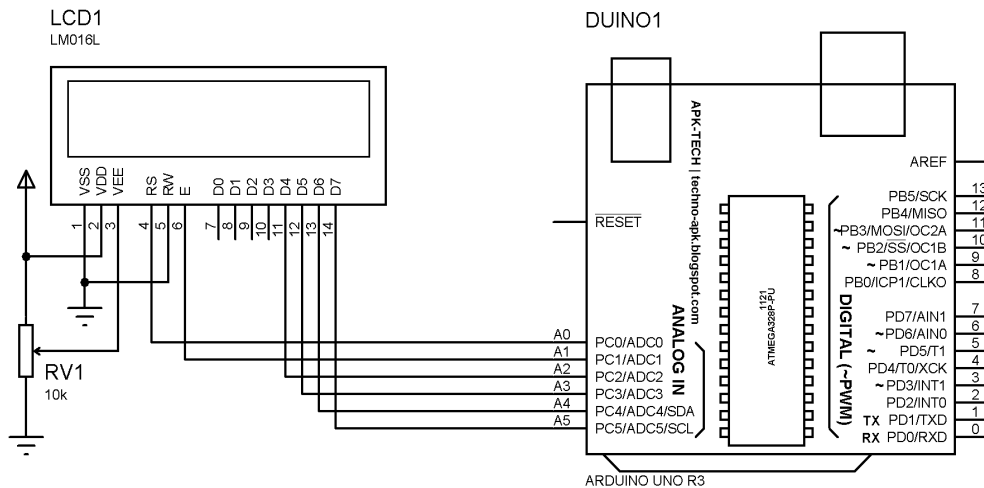 LCD1
LM016L
VSS
VDD
VEE
RS
RW
E
D0
D1
D2
D3
D4
D5
D6
D7
1
2
3
4
5
6
7
8
9
10
11
12
13
14
RV1
10k
DUINO1
APK-TECH | techno-apk.blogspot.com
RESET
ANALOG IN
A0 PC0/ADC0
A1 PC1/ADC1
A2 PC2/ADC2
A3 PC3/ADC3
A4 PC4/ADC4/SDA
A5 PC5/ADC5/SCL
1121
ATMEGA328P-PU
DIGITAL (~PWM)
AREF
PB5/SCK 13
PB4/MISO 12
~PB3/MOSI/OC2A 11
~ PB2/SS/OC1B 10
~ PB1/OC1A 9
PB0/ICP1/CLKO 8
PD7/AIN1 7
~PD6/AIN0 6
~ PD5/T1 5
PD4/T0/XCK 4
~PD3/INT1 3
PD2/INT0 2
TX PD1/TXD 1
RX PD0/RXD 0
ARDUINO UNO R3